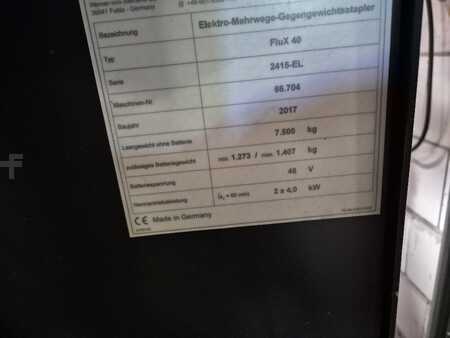 36041 Fulda - Germany
Bezeichnung Elektro-Mehrwege-Gegengewichtsstapler
Typ FluX 40
Serie 2415-EL
Maschinen-Nr. 66.704
Baujahr 2017
Leergewicht ohne Batterie 7.500 kg
zulässiges Batteriegewicht min. 1.273 / max. 1.407 kg
Batteriespannung 48 V
Nennantriebsleistung 2 x 4,0 kW
CE Made in Germany
f